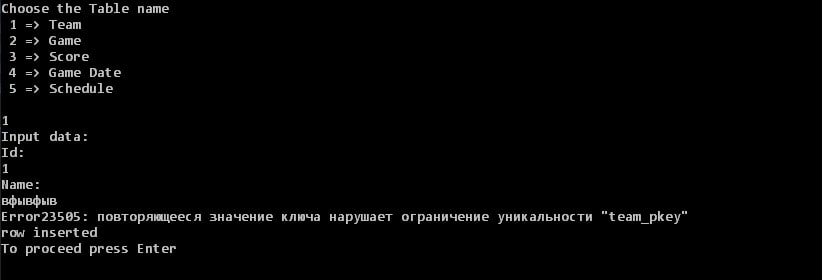 Choose the Table name
1 => Team
2 => Game
3 => Score
4 => Game Date
5 => Schedule
1
Input data:
Id:
1
Name:
вфывфыв
Error23505: повторяющееся значение ключа нарушает ограничение уникальности "team_pkey"
row inserted
To proceed press Enter